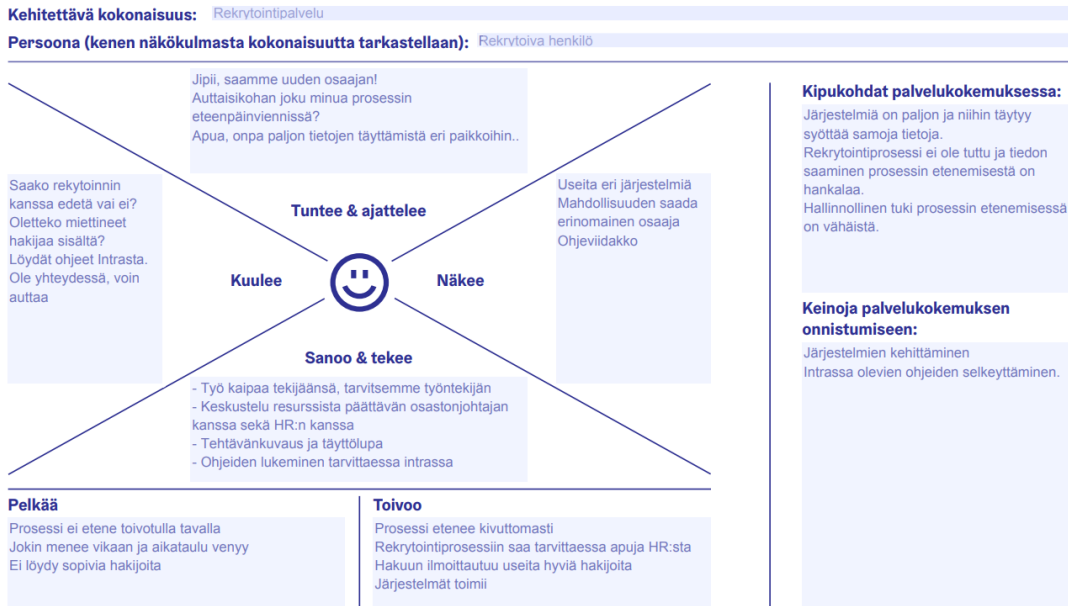 Kehitettävä kokonaisuus: Rekrytointipalvelu
Persoona (kenen näkökulmasta kokonaisuutta tarkastellaan): Rekrytoiva henkilö
Jipii, saamme uuden osaajan!
Auttaisikohan joku minua prosessin
eteenpäinviennissä?
Apua, onpa paljon tietojen täyttämistä eri paikkoihin..
Tuntee & ajattelee
Saako rekytoinnin
kanssa edetä vai ei?
Oletteko miettineet
hakijaa sisältä?
Löydät ohjeet Intrasta.
Ole yhteydessä, voin
auttaa
Kuulee
Näkee
Useita eri järjestelmiä
Mahdollisuuden saada
erinomainen osaaja
Ohjeviidakko
Sanoo & tekee
- Työ kaipaa tekijäänsä, tarvitsemme työntekijän
- Keskustelu resurssista päättävän osastonjohtajan
kanssa sekä HR:n kanssa
- Tehtävänkuvaus ja täyttölupa
- Ohjeiden lukeminen tarvittaessa intrassa
Pelkää
Prosessi ei etene toivotulla tavalla
Jokin menee vikaan ja aikataulu venyy
Ei löydy sopivia hakijoita
Toivoo
Prosessi etenee kivuttomasti
Rekrytointiprosessiin saa tarvittaessa apuja HR:sta
Hakuun ilmoittautuu useita hyviä hakijoita
Järjestelmät toimii
Kipukohdat palvelukokemuksessa:
Järjestelmiä on paljon ja niihin täytyy
syöttää samoja tietoja.
Rekrytointiprosessi ei ole tuttu ja tiedon
saaminen prosessin etenemisestä on
hankalaa.
Hallinnollinen tuki prosessin etenemisessä
on vähäistä.
Keinoja palvelukokemuksen
onnistumiseen:
Järjestelmien kehittäminen
Intrassa olevien ohjeiden selkeyttäminen.